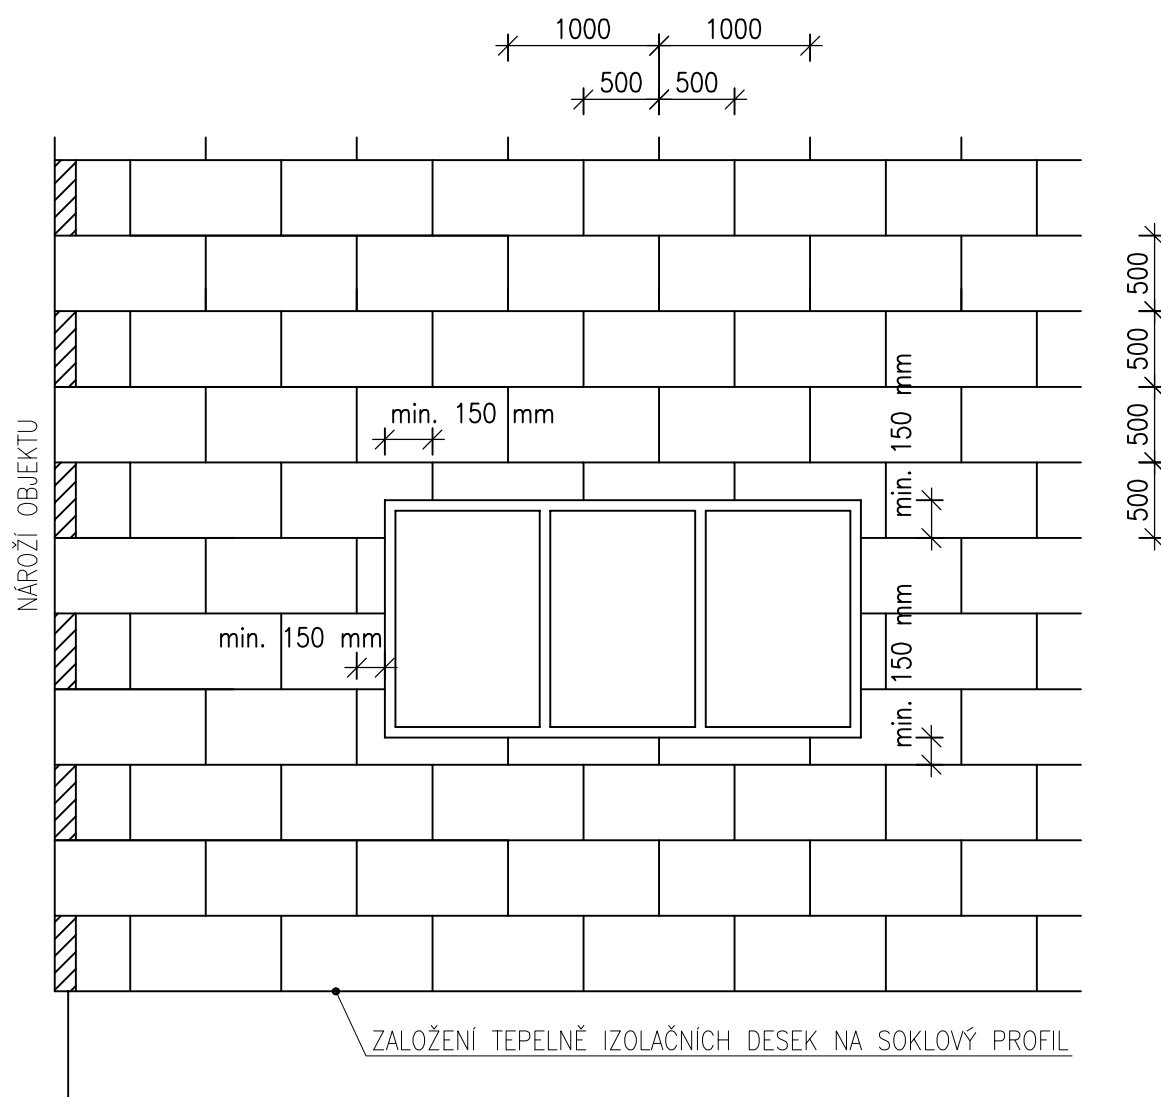 1000
1000
500
500
500
500
500
500
min. 150 mm
min. 150 mm
NÁROŽÍ OBJEKTU
min. 150 mm
min. 150 mm
ZALOŽENÍ TEPELNĚ IZOLAČNÍCH DESEK NA SOKLOVÝ PROFIL